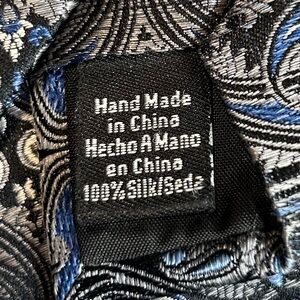 Hand Made
in China
Hecho A Mano
en China
100% Silk/Seda